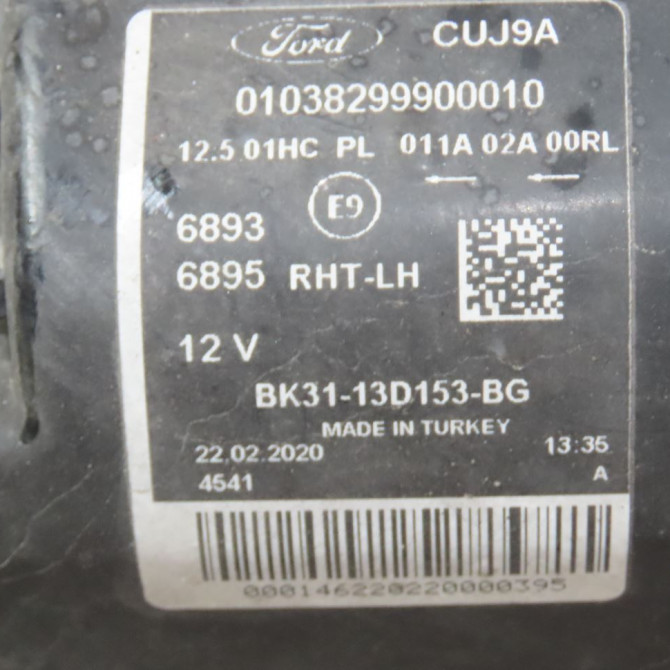 Ford CUJ9A
01038299900010
12.5 01HC PL 011A 02A 00RL
E9
6893
6895 RHT-LH
12 V
BK31-13D153-BG
MADE IN TURKEY
22.02.2020 13:35
4541 A
000146220220000395